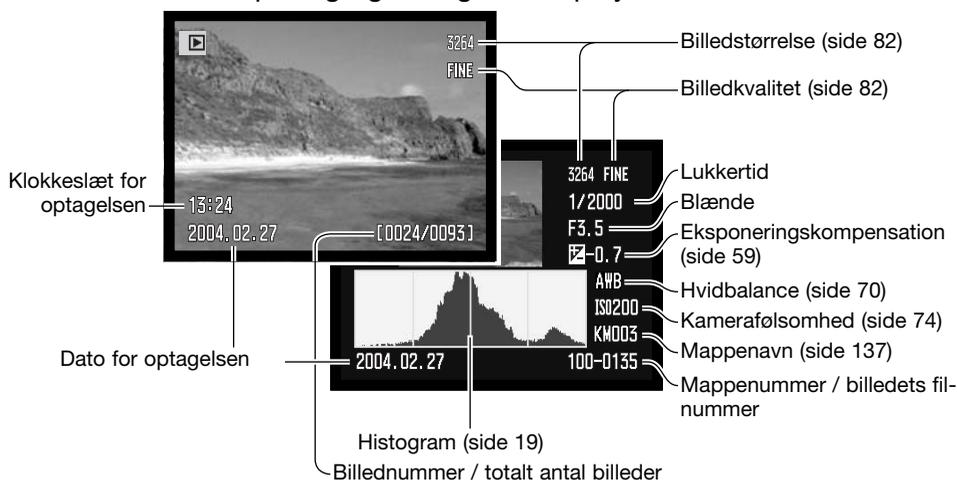 3264
FINE
13:24
2004.02.27
[0024/0093]
3264 FINE
1/2000
F3.5
-0.7
AWB
ISO200
KM003
2004.02.27
100-0135
Klokkeslæt for
optagelsen
Dato for optagelsen
Billedstørrelse (side 82)
Billedkvalitet (side 82)
Lukkertid
Blænde
Eksponeringskompensation
(side 59)
Hvidbalance (side 70)
Kamerafølsomhed (side 74)
Mappenavn (side 137)
Mappenummer / billedets fil-
nummer
Histogram (side 19)
Billednummer / totalt antal billeder